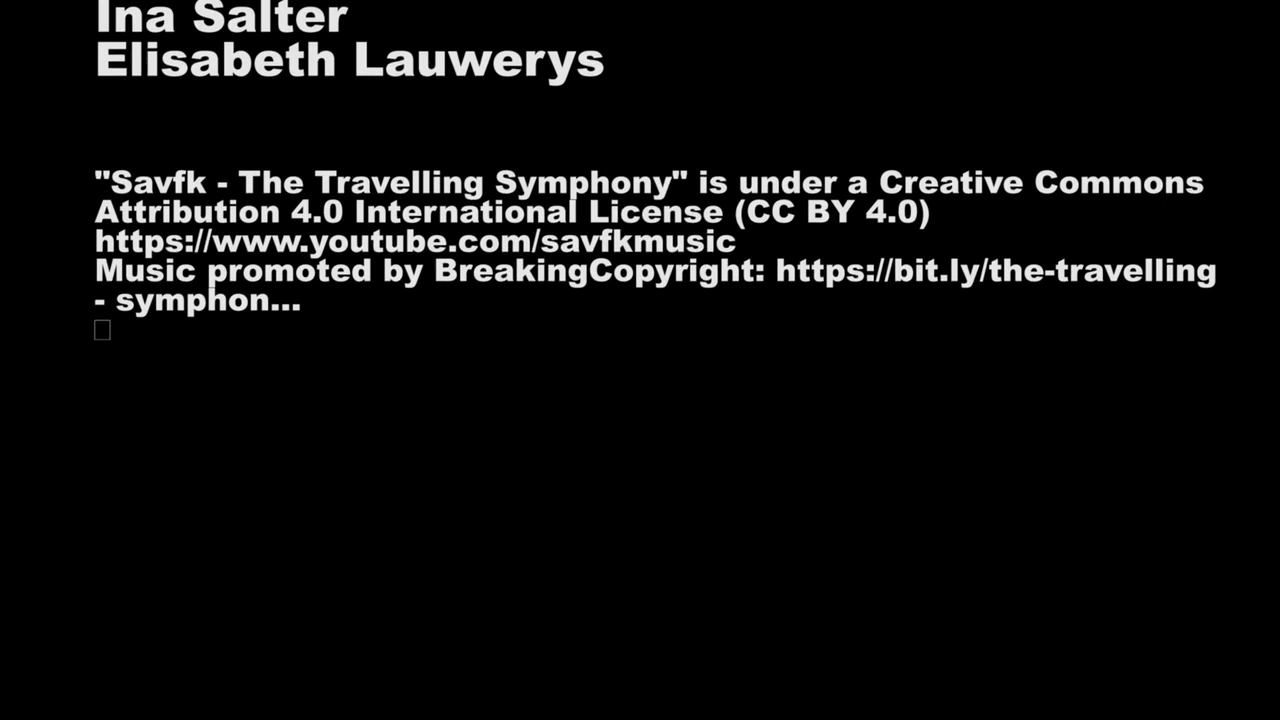 Ina Salter
Elisabeth Lauwerys
"Savfk - The Travelling Symphony" is under a Creative Commons
Attribution 4.0 International License (CC BY 4.0)
https://www.youtube.com/savfkmusic
Music promoted by BreakingCopyright: https://bit.ly/the-travelling
- symphon...